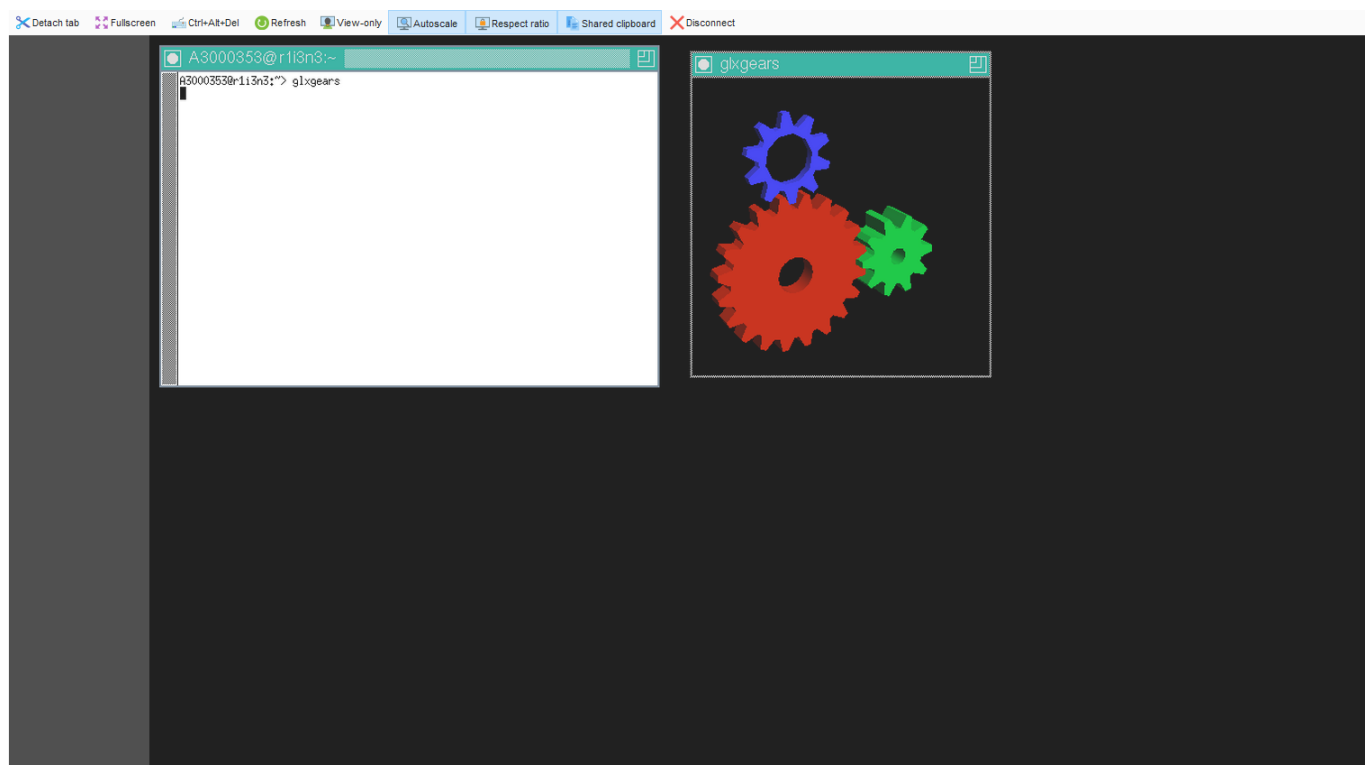 Detach tab Fullscreen Ctrl+Alt+Del Refresh View-only Autoscale Respect ratio Shared clipboard Disconnect
A3000353@r1i3n3:~
A3000353@r1i3n3:~> glxgears
glxgears